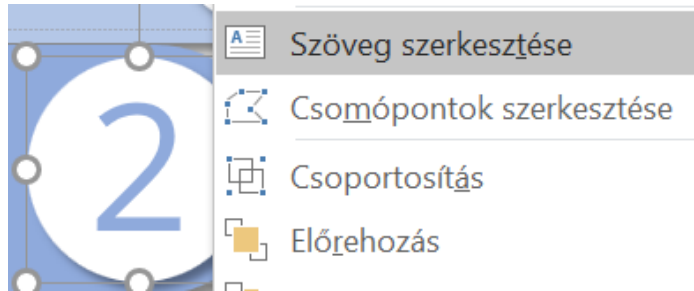 Szöveg szerkesztése
2
Csomópontok szerkesztése
Csoportosítás
Előrehozás